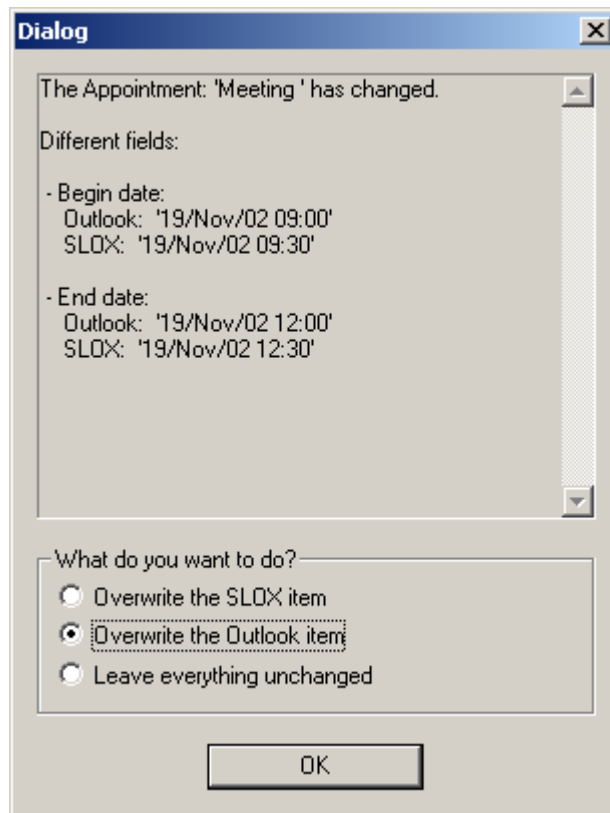 Dialog
The Appointment: 'Meeting ' has changed.
Different fields:
- Begin date:
Outlook: '19/Nov/02 09:00'
SLOX: '19/Nov/02 09:30'
- End date:
Outlook: '19/Nov/02 12:00'
SLOX: '19/Nov/02 12:30'
What do you want to do?
Overwrite the SLOX item
Overwrite the Outlook item
Leave everything unchanged
OK